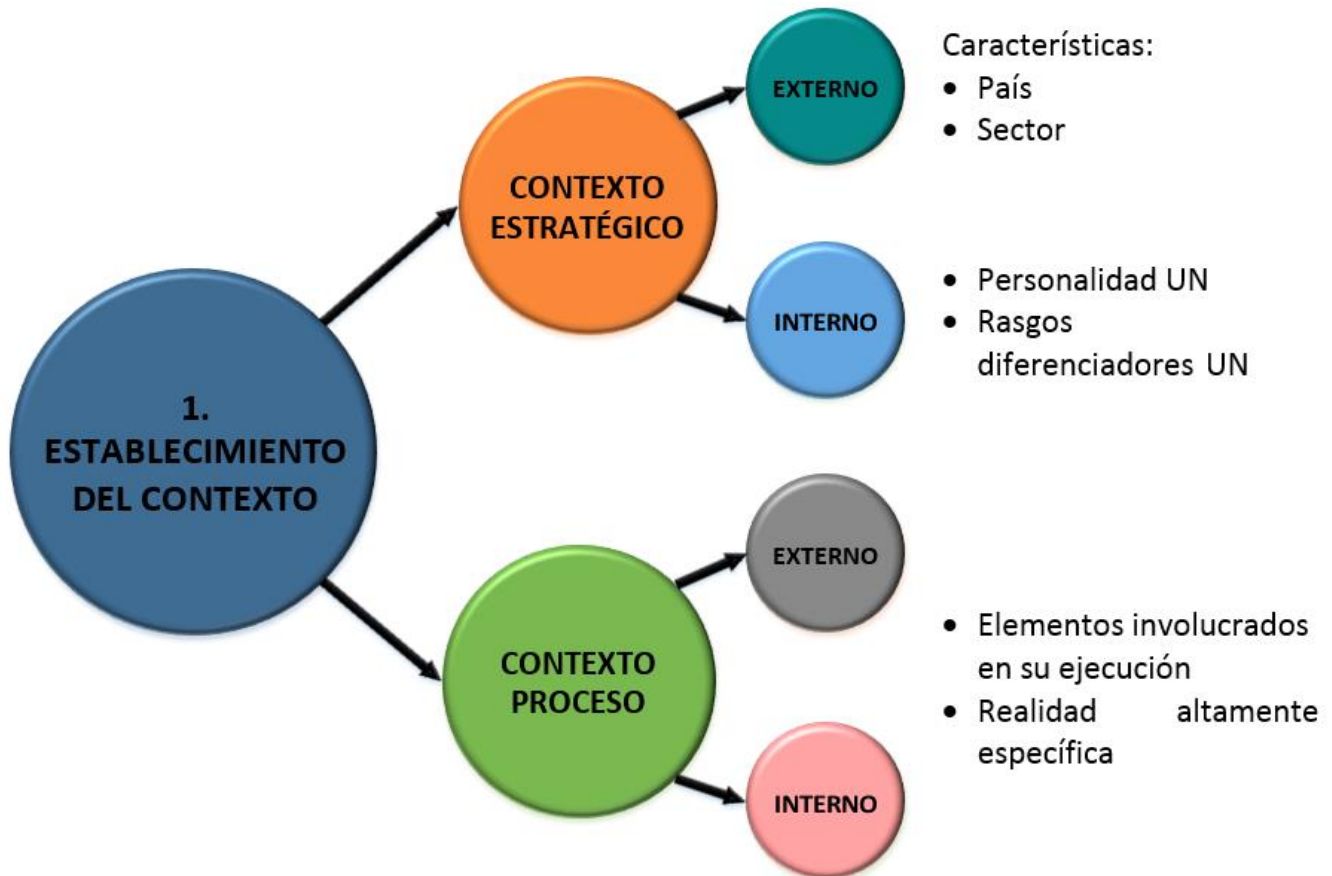 1.
ESTABLECIMIENTO
DEL CONTEXTO
CONTEXTO
ESTRATÉGICO
EXTERNO
Características:
• País
• Sector
INTERNO
• Personalidad UN
• Rasgos
diferenciadores UN
CONTEXTO
PROCESO
EXTERNO
INTERNO
• Elementos involucrados
en su ejecución
• Realidad altamente
específica